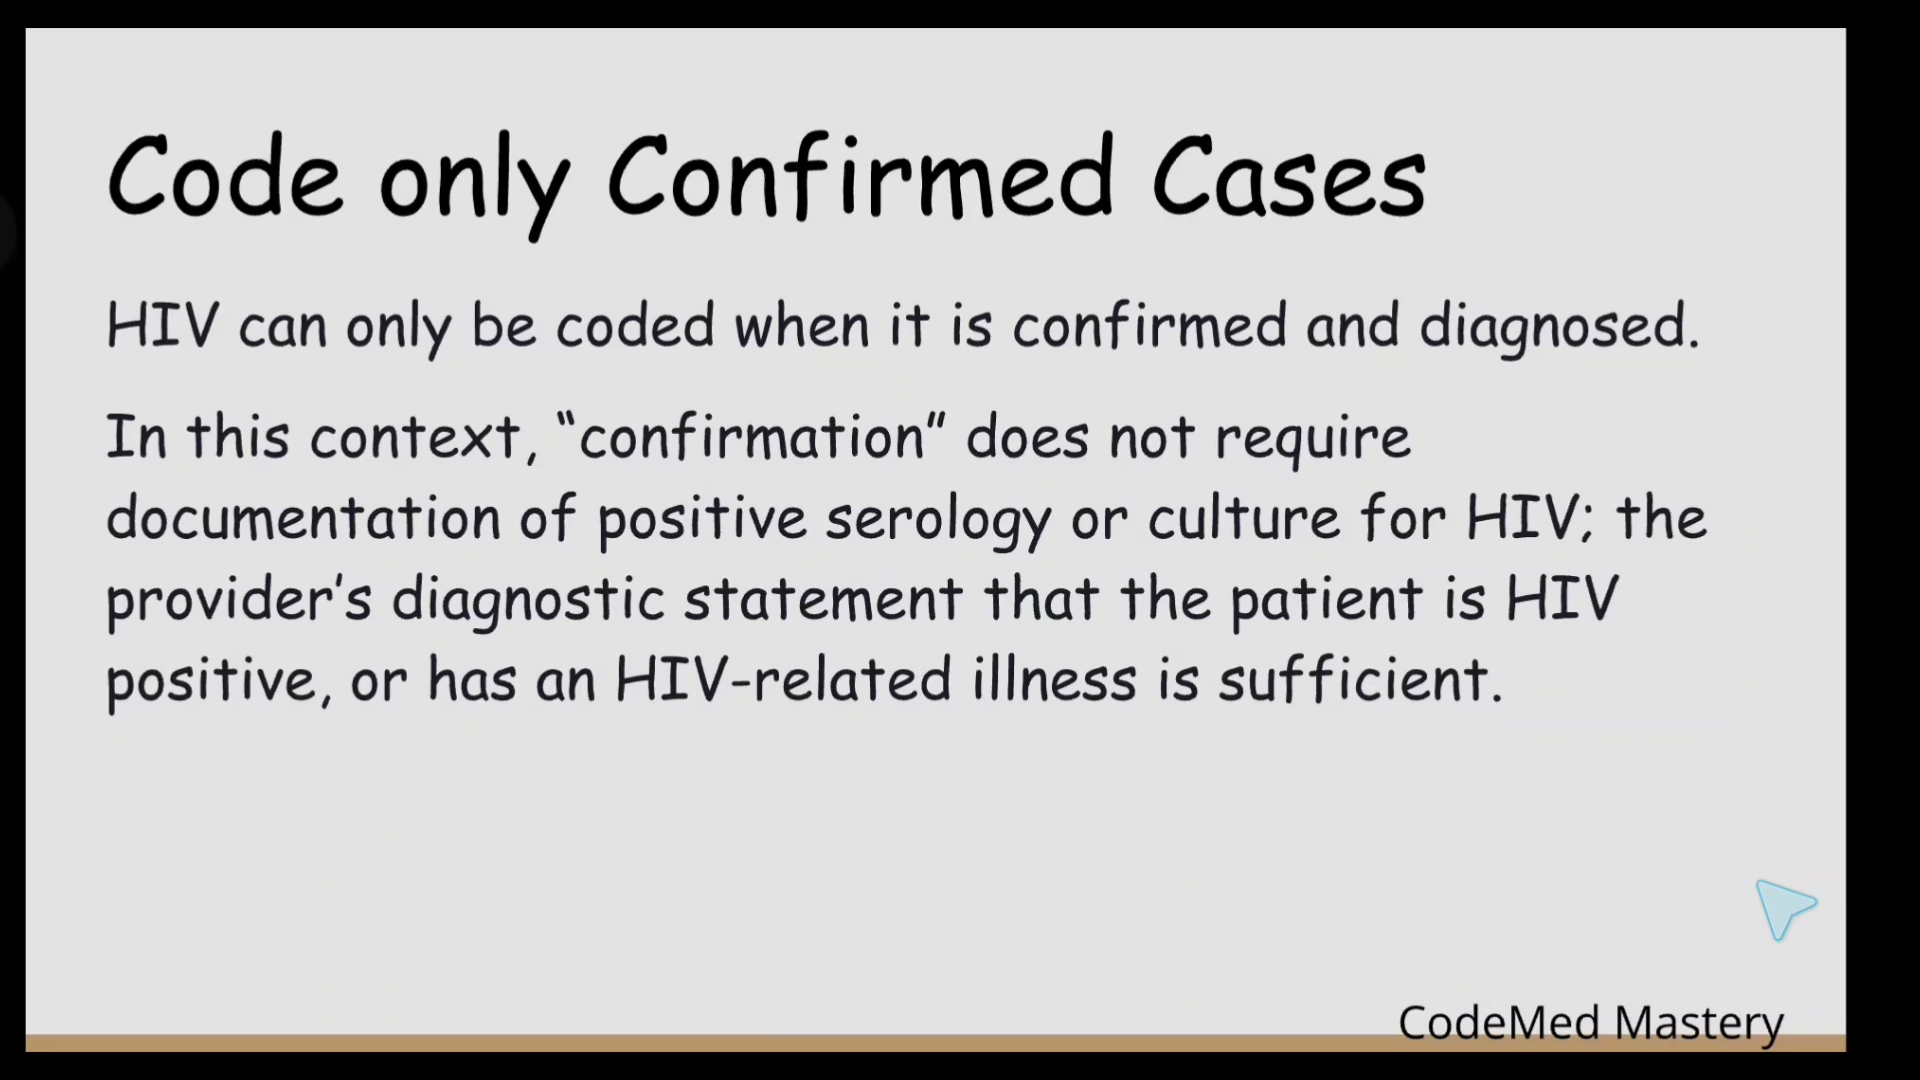 Code only Confirmed Cases
HIV can only be coded when it is confirmed and diagnosed.
In this context, “confirmation” does not require
documentation of positive serology or culture for HIV; the
provider’s diagnostic statement that the patient is HIV
positive, or has an HIV-related illness is sufficient.
CodeMed Mastery